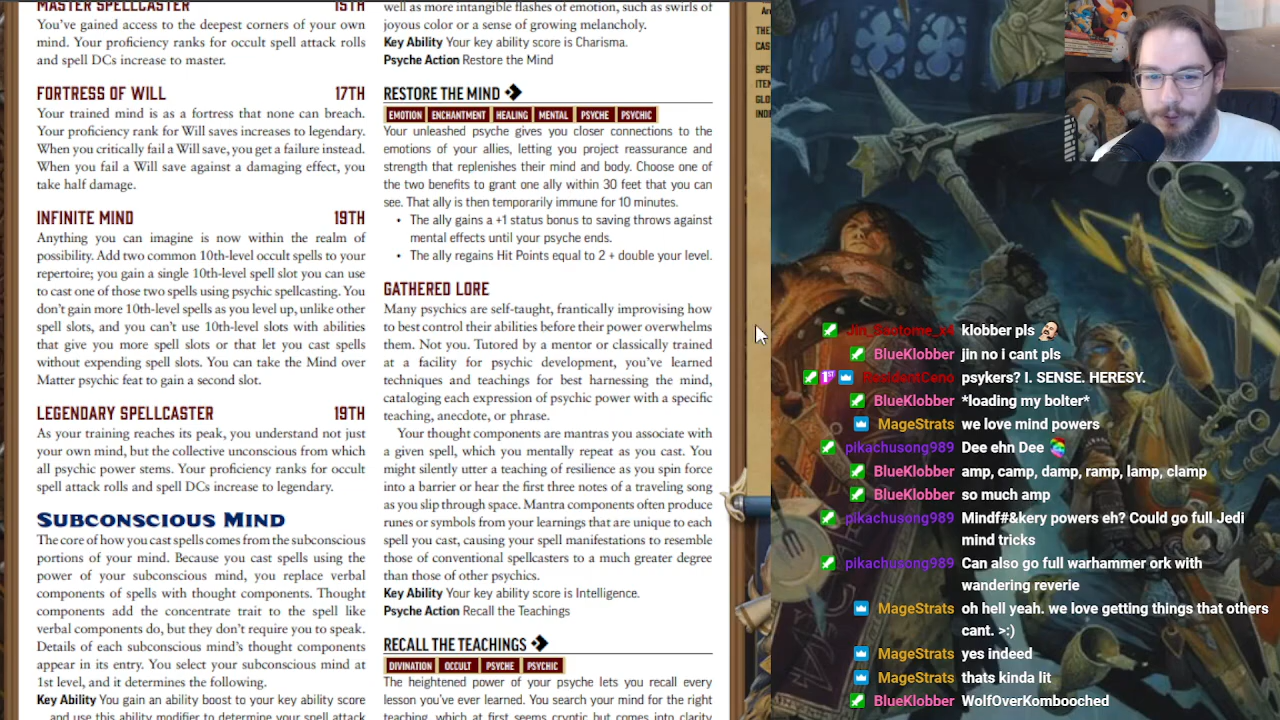 MASTER SPELLCASTER 15TH
You've gained access to the deepest corners of your own
mind. Your proficiency ranks for occult spell attack rolls
and spell DCs increase to master.
FORTRESS OF WILL 17TH
Your trained mind is as a fortress that none can breach.
Your proficiency rank for Will saves increases to legendary.
When you critically fail a Will save, you get a failure instead.
When you fail a Will save against a damaging effect, you
take half damage.
INFINITE MIND 19TH
Anything you can imagine is now within the realm of
possibility. Add two common 10th-level occult spells to your
repertoire; you gain a single 10th-level spell slot you can use
to cast one of those two spells using psychic spellcasting. You
don't gain more 10th-level spells as you level up, unlike other
spell slots, and you can't use 10th-level slots with abilities
that give you more spell slots or that let you cast spells
without expending spell slots. You can take the Mind over
Matter psychic feat to gain a second slot.
LEGENDARY SPELLCASTER 19TH
As your training reaches its peak, you understand not just
your own mind, but the collective unconscious from which
all psychic power stems. Your proficiency ranks for occult
spell attack rolls and spell DCs increase to legendary.
SUBCONSCIOUS MIND
The core of how you cast spells comes from the subconscious
portions of your mind. Because you cast spells using the
power of your subconscious mind, you replace verbal
components of spells with thought components. Thought
components add the concentrate trait to the spell like
verbal components do, but they don't require you to speak.
Details of each subconscious mind's thought components
appear in its entry. You select your subconscious mind at
1st level, and it determines the following.
Key Ability You gain an ability boost to your key ability score
and use this ability modifier to determine your spell attack
well as more intangible flashes of emotion, such as swirls of
joyous color or a sense of growing melancholy.
Key Ability Your key ability score is Charisma.
Psyche Action Restore the Mind
RESTORE THE MIND
EMOTION ENCHANTMENT HEALING MENTAL PSYCHE PSYCHIC
Your unleashed psyche gives you closer connections to the
emotions of your allies, letting you project reassurance and
strength that replenishes their mind and body. Choose one of
the two benefits to grant one ally within 30 feet that you can
see. That ally is then temporarily immune for 10 minutes.
• The ally gains a +1 status bonus to saving throws against
mental effects until your psyche ends.
• The ally regains Hit Points equal to 2 + double your level.
GATHERED LORE
Many psychics are self-taught, frantically improvising how
to best control their abilities before their power overwhelms
them. Not you. Tutored by a mentor or classically trained
at a facility for psychic development, you've learned
techniques and teachings for best harnessing the mind,
cataloging each expression of psychic power with a specific
teaching, anecdote, or phrase.
Your thought components are mantras you associate with
a given spell, which you mentally repeat as you cast. You
might silently utter a teaching of resilience as you spin force
into a barrier or hear the first three notes of a traveling song
as you slip through space. Mantra components often produce
runes or symbols from your learnings that are unique to each
spell you cast, causing your spell manifestations to resemble
those of conventional spellcasters to a much greater degree
than those of other psychics.
Key Ability Your key ability score is Intelligence.
Psyche Action Recall the Teachings
RECALL THE TEACHINGS
DIVINATION OCCULT PSYCHE PSYCHIC
The heightened power of your psyche lets you recall every
lesson you've ever learned. You search your mind for the right
teaching, which at first seems cryptic but comes into clarity
klobber pls
BlueKlobber jin no i cant pls
1ST ResidentCeno psykers? I. SENSE. HERESY.
BlueKlobber *loading my bolter*
MageStrats we love mind powers
pikachusong989 Dee ehn Dee
BlueKlobber amp, camp, damp, ramp, lamp, clamp
BlueKlobber so much amp
pikachusong989 Mindf#&kery powers eh? Could go full Jedi
mind tricks
pikachusong989 Can also go full warhammer ork with
wandering reverie
MageStrats oh hell yeah. we love getting things that others
cant. >:)
MageStrats yes indeed
MageStrats thats kinda lit
BlueKlobber WolfOverKombooched